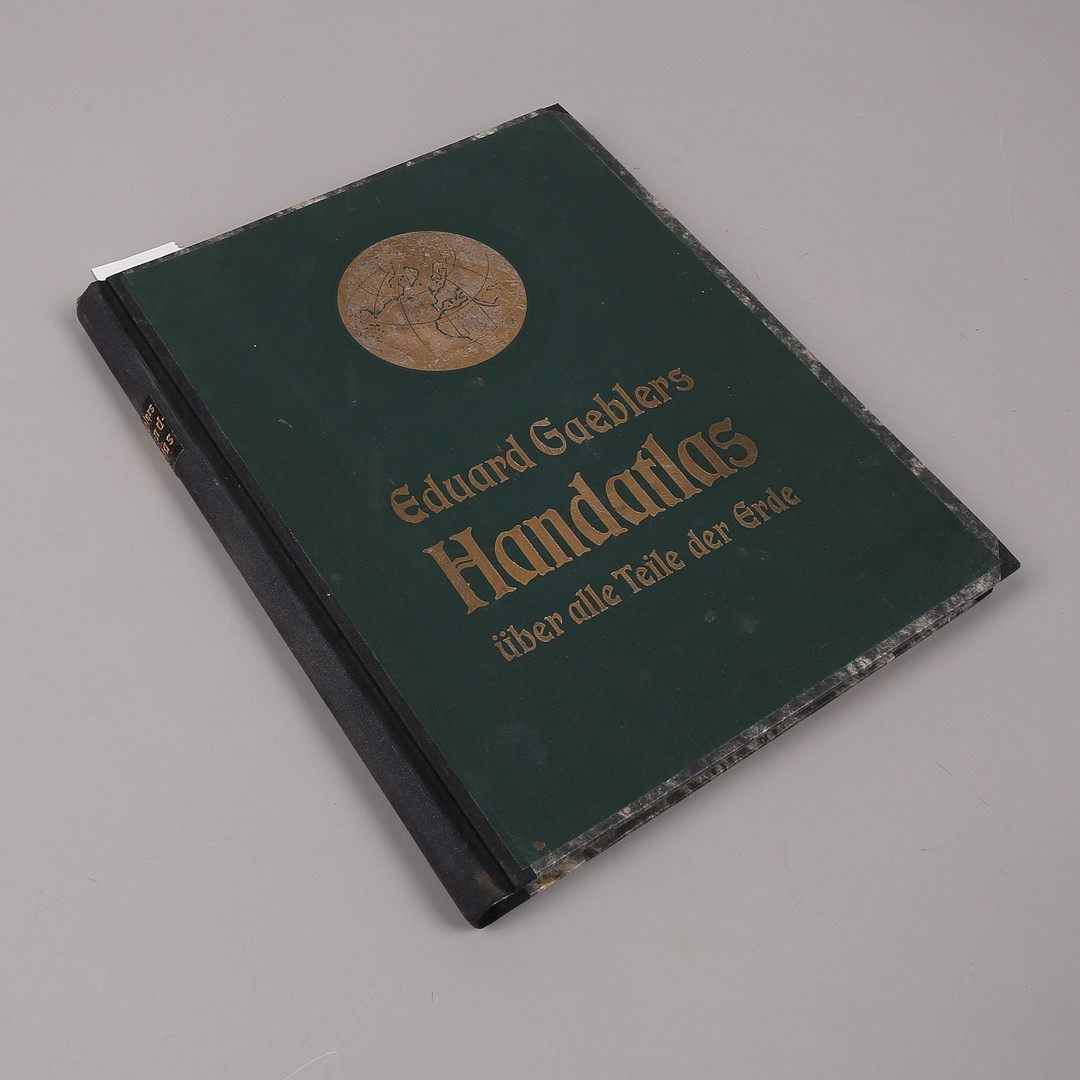 Eduard Gaeblers
Handatlas
über alle Teile der Erde